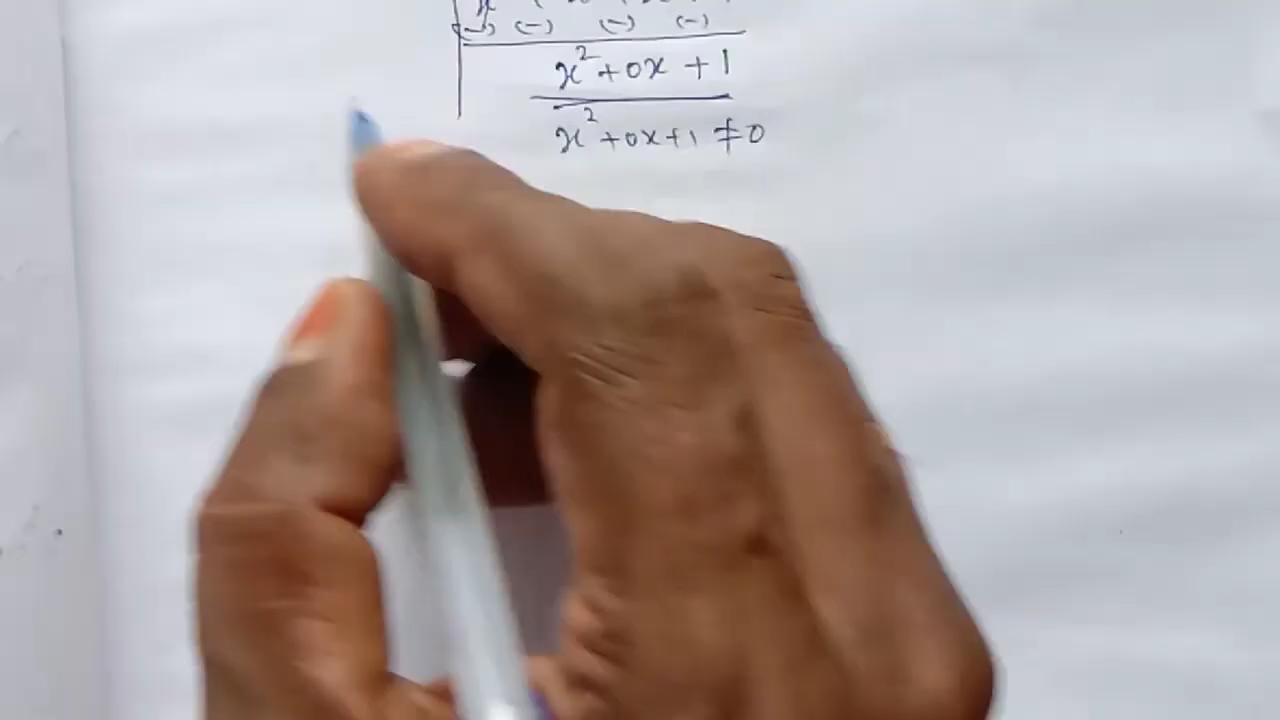 (-) (-) (-) (-)
x² + 0x + 1
x² + 0x + 1 ≠ 0